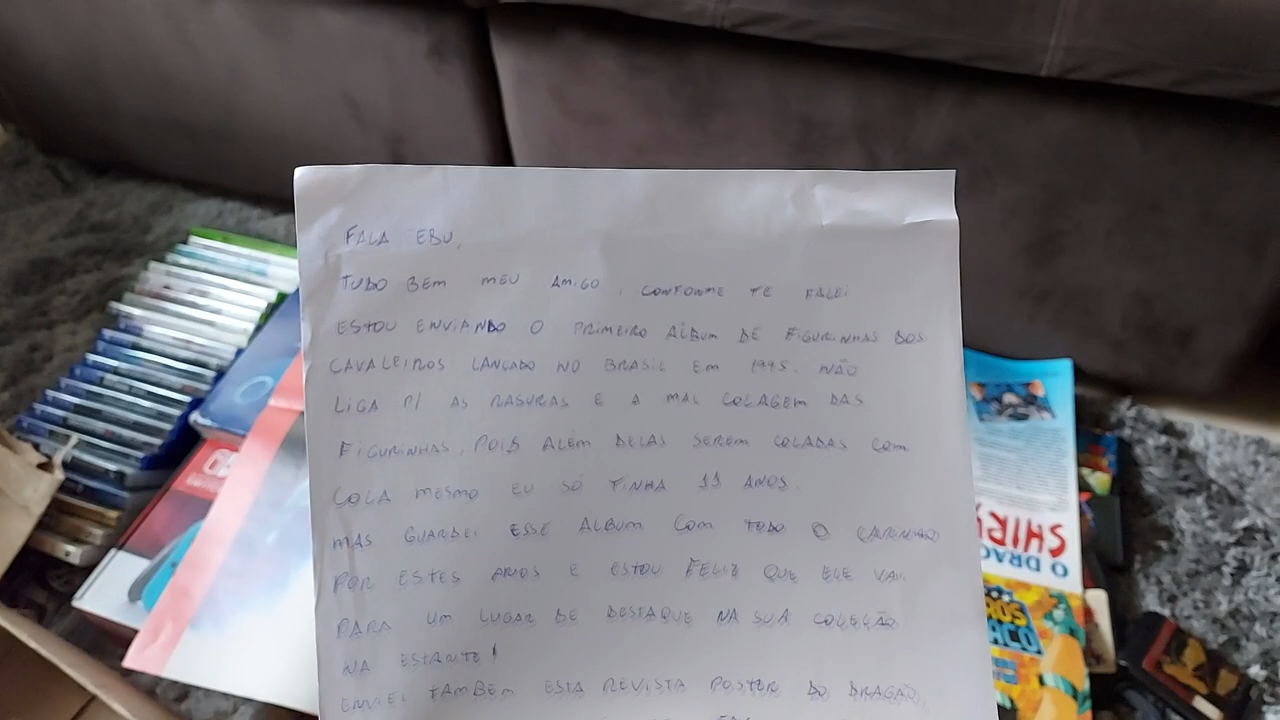 FALA EBU,
TUDO BEM MEU AMIGO, CONFORME TE FALEI
ESTOU ENVIANDO O PRIMEIRO ALBUM DE FIGURINHAS DOS
CAVALEIROS LANÇADO NO BRASIL EM 1995. NÃO
LIGA P/ AS RASURAS E A MAL COLAGEM DAS
FIGURINHAS, POIS ALÉM DELAS SEREM COLADAS COM
COLA MESMO EU SÓ TINHA 11 ANOS.
MAS GUARDEI ESSE ALBUM COM TODO O CARINHO
POR ESTES ANOS E ESTOU FELIZ QUE ELE VAI
PARA UM LUGAR DE DESTAQUE NA SUA COLEÇÃO
NA ESTANTE!
ENVIEI TAMBÉM ESTA REVISTA POSTER DO DRAGÃO,
SHIRY
O DRAG